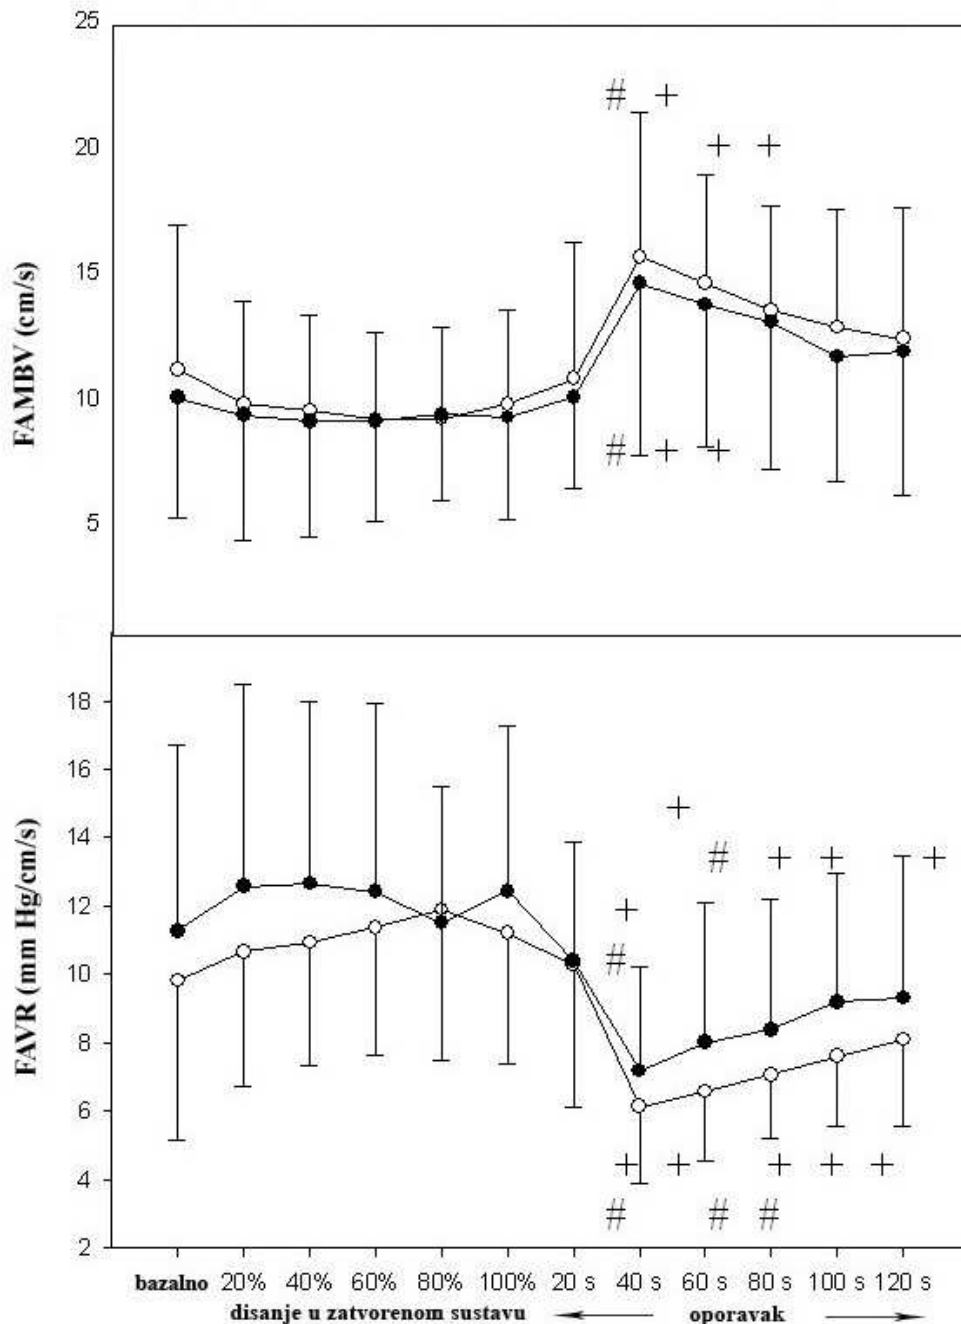 25
# +
20
+ +
FAMBV (cm/s)
15
10
# + +
5
18
16
+
14
# + + +
FAVR (mm Hg/cm/s)
12
+
10
#
8
6
+ + + + +
4
# # #
2
bazalno 20% 40% 60% 80% 100% 20 s 40 s 60 s 80 s 100 s 120 s
disanje u zatvorenom sustavu oporavak